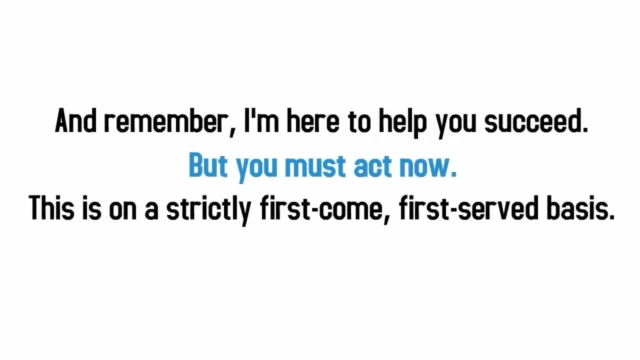 And remember, I'm here to help you succeed.
But you must act now.
This is on a strictly first-come, first-served basis.